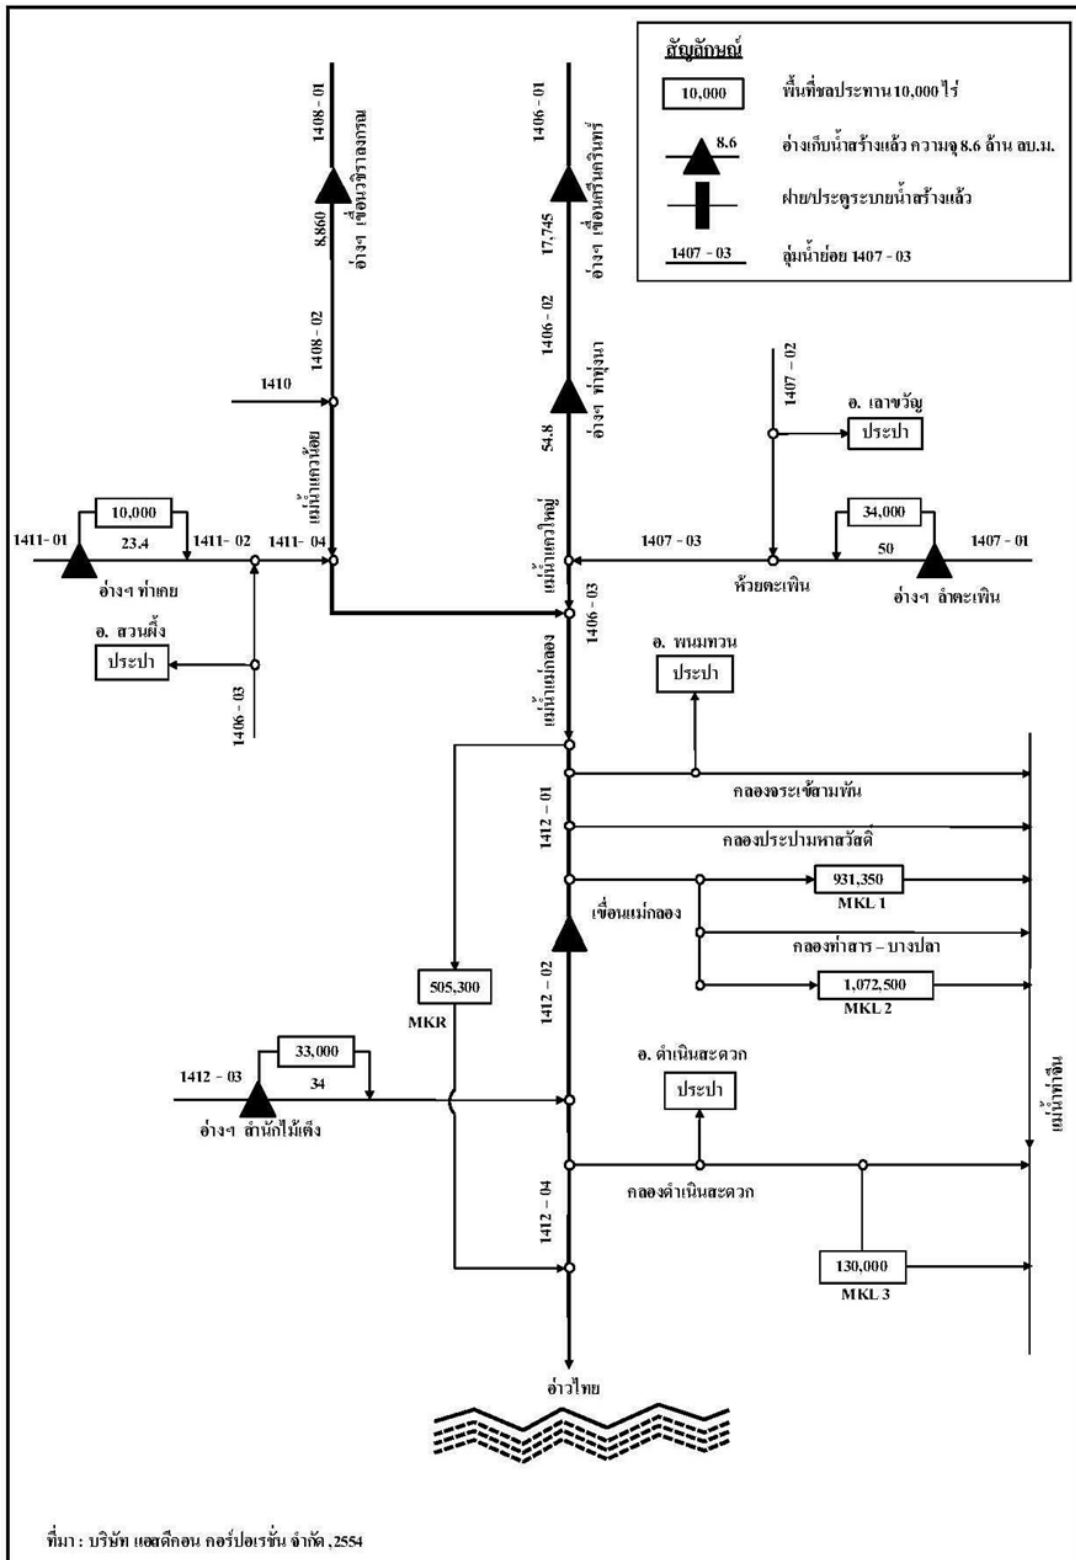 สัญลักษณ์
10,000
พื้นที่ชลประทาน 10,000 ไร่
8.6
อ่างเก็บน้ำสร้างแล้ว ความจุ 8.6 ล้าน ลบ.ม.
ฝาย/ประตูระบายน้ำสร้างแล้ว
1407 - 03
ลุ่มน้ำย่อย 1407 - 03
1408 - 01
8,860
อ่างฯ เขื่อนวชิราลงกรณ
1408 - 02
1406 - 01
17,745
อ่างฯ เขื่อนศรีนครินทร์
1406 - 02
อ่างฯ ท่าทุ่งนา
54.8
1410
แม่น้ำแควน้อย
แม่น้ำแควใหญ่
1407 - 02
อ. เลาขวัญ
ประปา
10,000
34,000
1411- 01
23.4
1411 - 02
1411 - 04
1407 - 03
50
1407 - 01
อ่างฯ ท่าเคย
ห้วยตะเพิน
อ่างฯ ลำตะเพิน
อ. สวนผึ้ง
ประปา
1406 - 03
1406 - 03
แม่น้ำแม่กลอง
อ. พนมทวน
ประปา
คลองจระเข้สามพัน
1412 - 01
คลองประปามหาสวัสดิ์
931,350
MKL 1
เขื่อนแม่กลอง
คลองท่าสาร – บางปลา
1412 - 02
505,300
MKR
1,072,500
MKL 2
33,000
1412 - 03
34
อ่างฯ สำนักไม้เต็ง
อ. ดำเนินสะดวก
ประปา
แม่น้ำท่าจีน
คลองดำเนินสะดวก
1412 - 04
130,000
MKL 3
อ่าวไทย
ที่มา : บริษัท แอสดีคอน คอร์ปอเรชั่น จำกัด ,2554